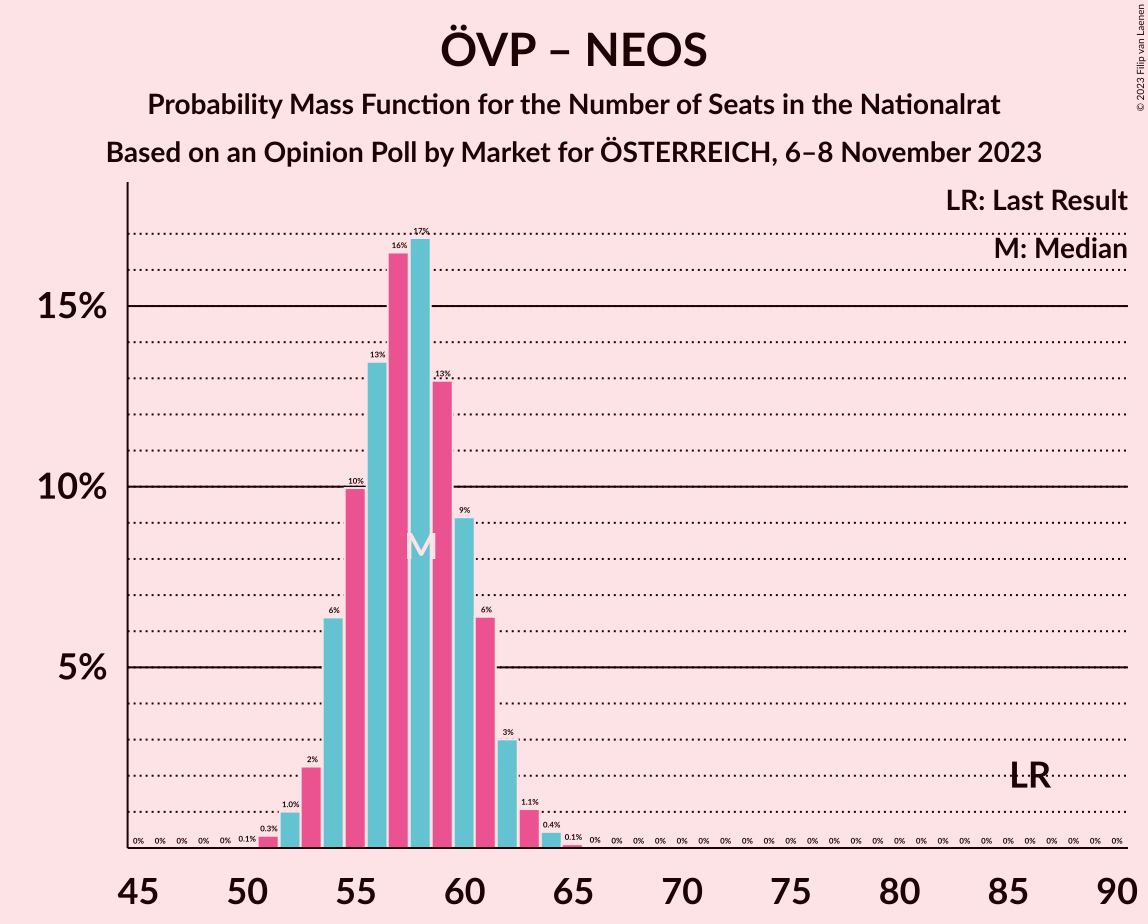 ÖVP – NEOS
Probability Mass Function for the Number of Seats in the Nationalrat
Based on an Opinion Poll by Market for ÖSTERREICH, 6–8 November 2023
© 2023 Filip van Laenen
LR: Last Result
M: Median
15%
10%
5%
0% 0% 0% 0% 0% 0.1% 0.3% 1.0% 2% 6% 10% 13% 16% 17% 13% 9% 6% 3% 1.1% 0.4% 0.1% 0% 0% 0% 0% 0% 0% 0% 0% 0% 0% 0% 0% 0% 0% 0% 0% 0% 0% 0% 0% 0% 0% 0% 0% 0%
M
LR
45 50 55 60 65 70 75 80 85 90